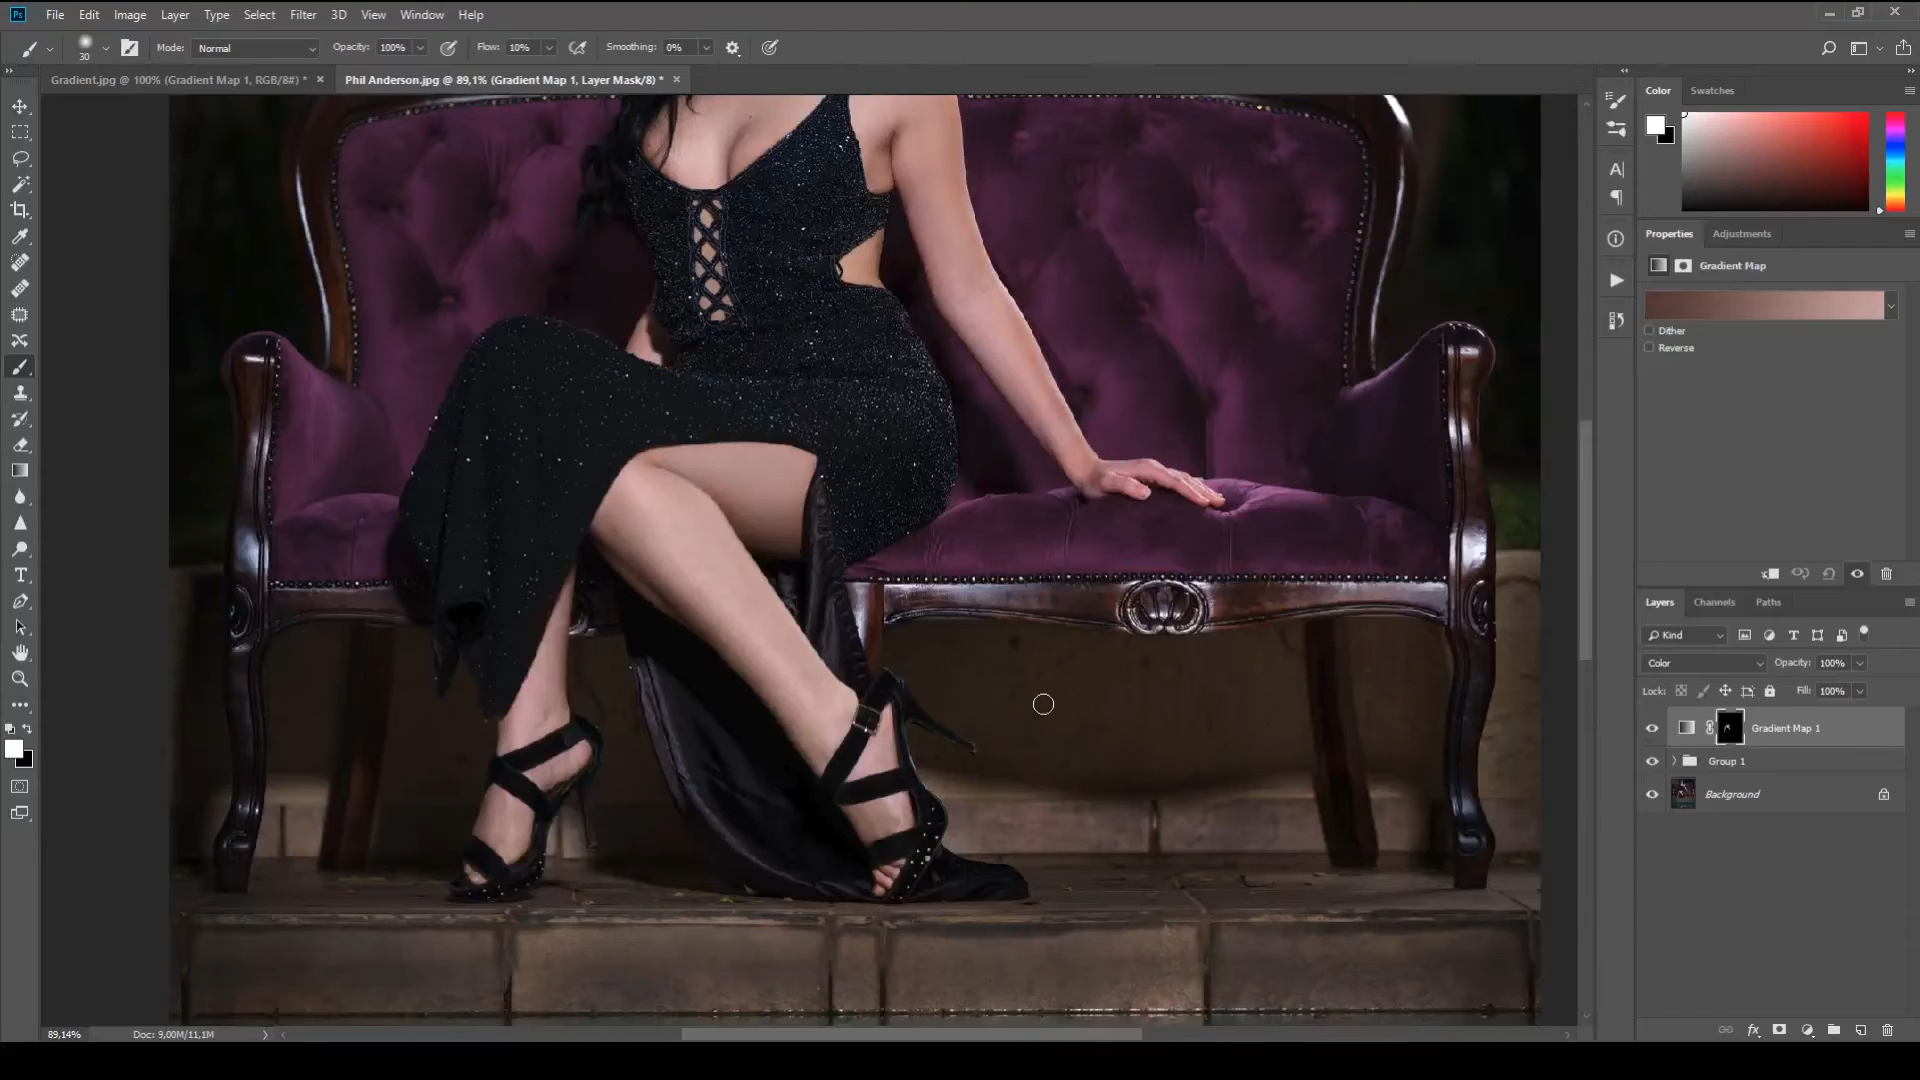 Ps File Edit Image Layer Type Select Filter 3D View Window Help
30 Mode: Normal Opacity: 100% Flow: 10% Smoothing: 0%
Gradient.jpg @ 100% (Gradient Map 1, RGB/8#) * × Phil Anderson.jpg @ 89,1% (Gradient Map 1, Layer Mask/8) * ×
Color Swatches
Properties Adjustments
Gradient Map
Dither
Reverse
Layers Channels Paths
Kind
Color Opacity: 100%
Lock: Fill: 100%
Gradient Map 1
Group 1
Background
89,14% Doc: 9,00M/11,1M